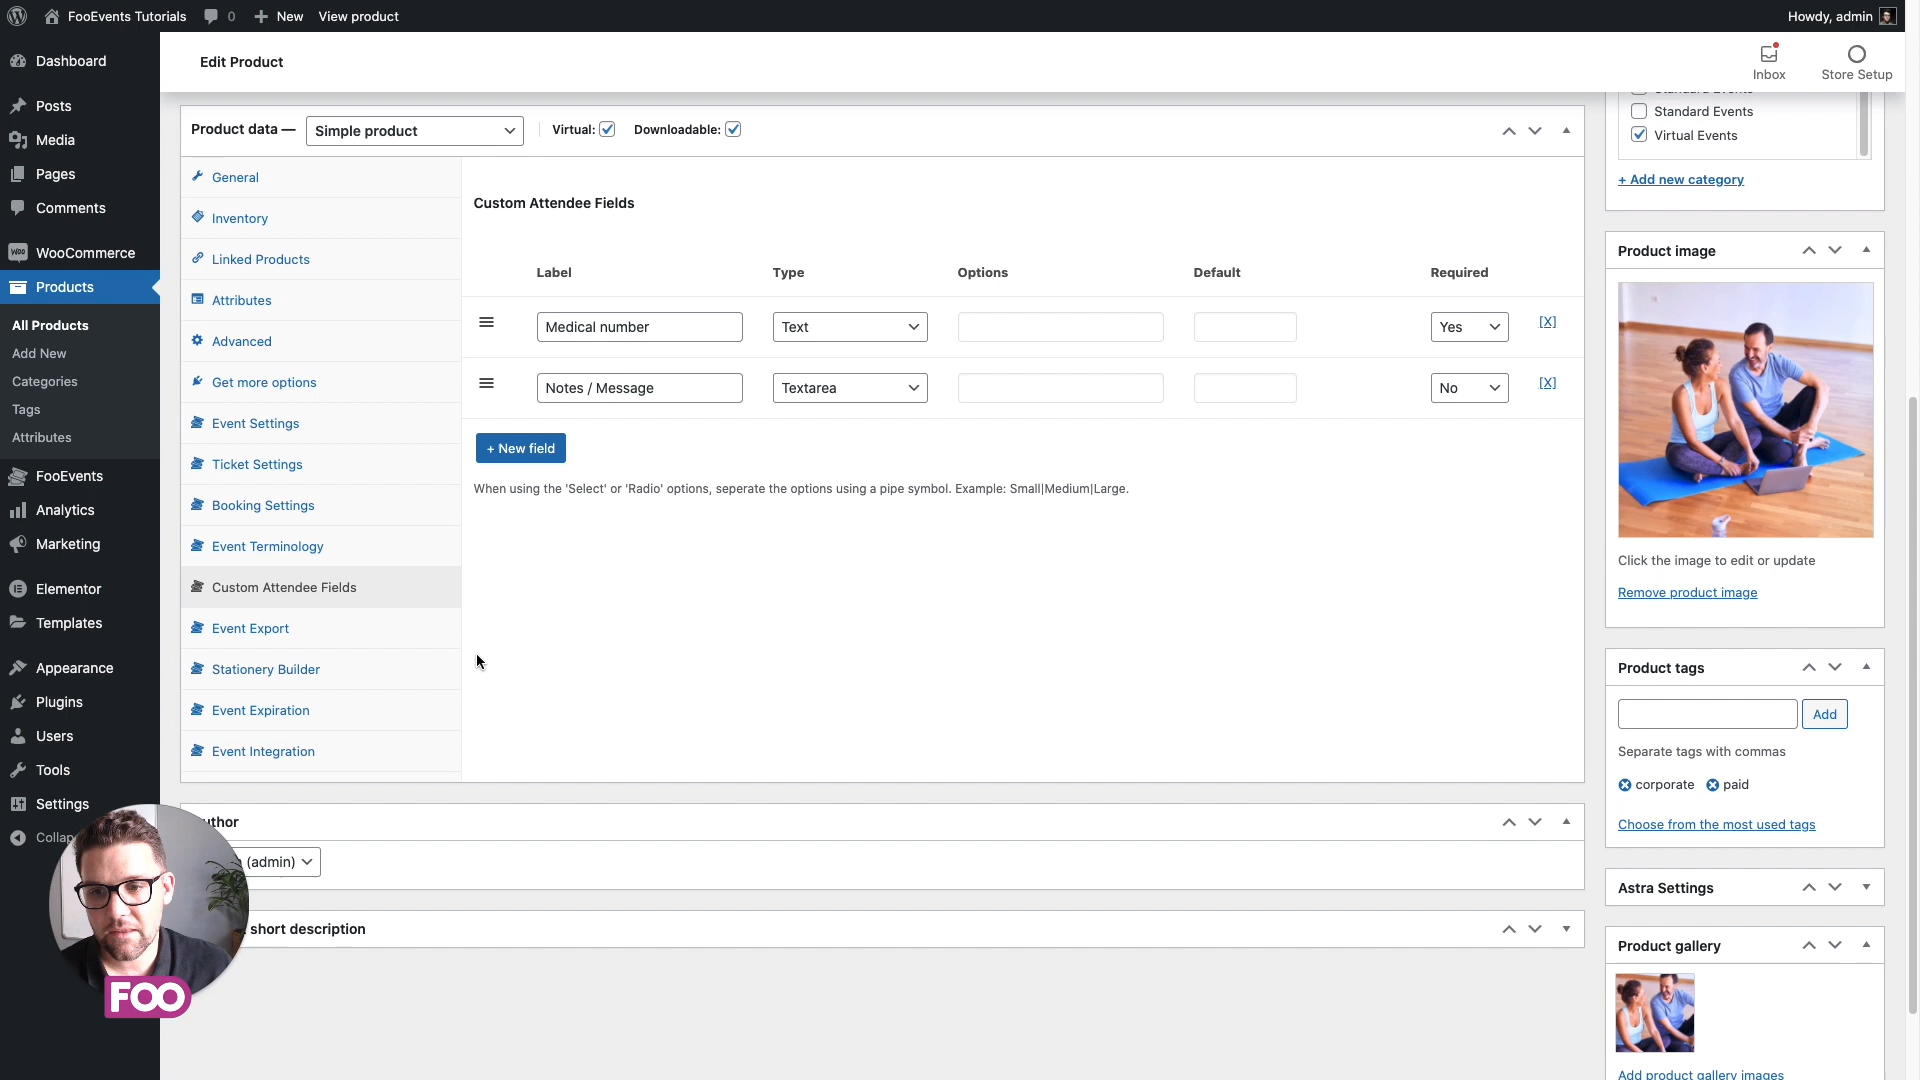 FooEvents Tutorials
0
New
View product
Howdy, admin
Dashboard
Posts
Media
Pages
Comments
WooCommerce
Products
All Products
Add New
Categories
Tags
Attributes
FooEvents
Analytics
Marketing
Elementor
Templates
Appearance
Plugins
Users
Tools
Settings
Collap
Edit Product
Inbox
Store Setup
Product data —
Simple product
Virtual:
Downloadable:
General
Inventory
Linked Products
Attributes
Advanced
Get more options
Event Settings
Ticket Settings
Booking Settings
Event Terminology
Custom Attendee Fields
Event Export
Stationery Builder
Event Expiration
Event Integration
Custom Attendee Fields
Label Type Options Default Required
Medical number Text Yes [X]
Notes / Message Textarea No [X]
+ New field
When using the 'Select' or 'Radio' options, seperate the options using a pipe symbol. Example: Small|Medium|Large.
uthor
(admin)
short description
FOO
Standard Events
Virtual Events
+ Add new category
Product image
Click the image to edit or update
Remove product image
Product tags
Add
Separate tags with commas
corporate paid
Choose from the most used tags
Astra Settings
Product gallery
Add product gallery images